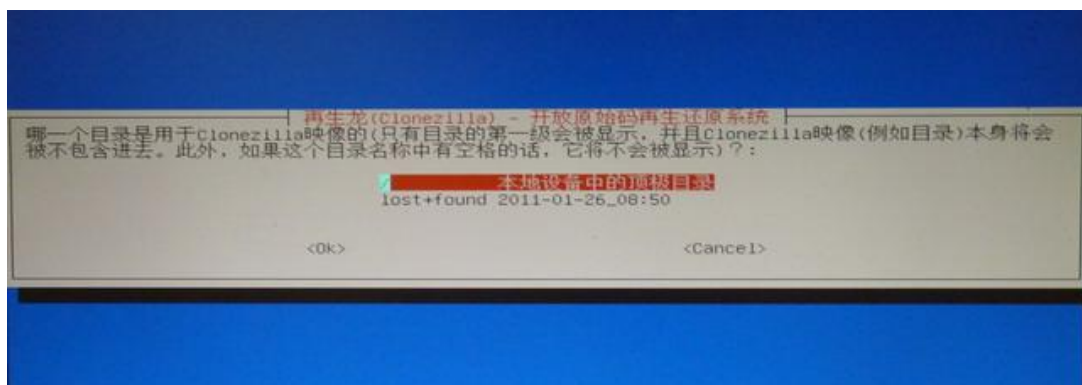 再生龙(Clonezilla) - 开放原始码再生还原系统
哪一个目录是用于Clonezilla映像的(只有目录的第一级会被显示，并且Clonezilla映像(例如目录)本身将会
被不包含进去。此外，如果这个目录名称中有空格的话，它将不会被显示)?:
/ 本地设备中的顶极目录
lost+found 2011-01-26_08:50
<Ok> <Cancel>